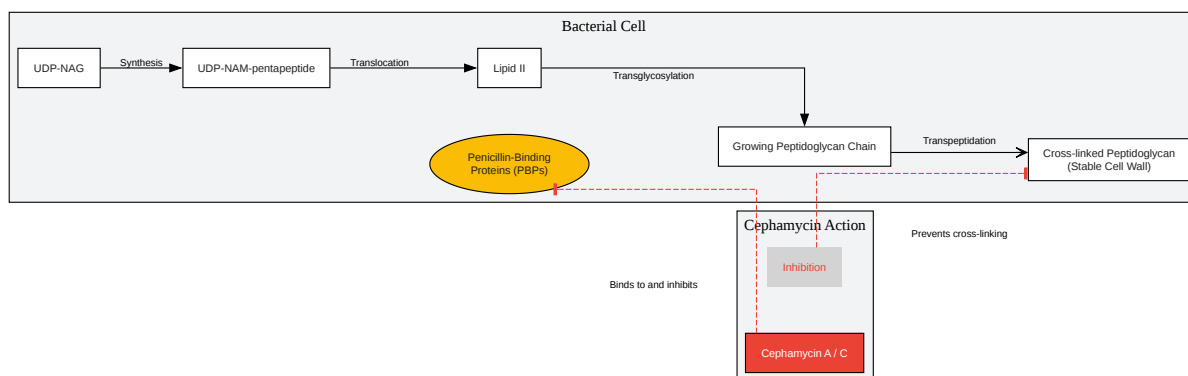 Bacterial Cell
UDP-NAG
Synthesis
UDP-NAM-pentapeptide
Translocation
Lipid II
Transglycosylation
Growing Peptidoglycan Chain
Transpeptidation
Cross-linked Peptidoglycan
(Stable Cell Wall)
Penicillin-Binding
Proteins (PBPs)
Cephamycin Action
Prevents cross-linking
Inhibition
Binds to and inhibits
Cephamycin A / C